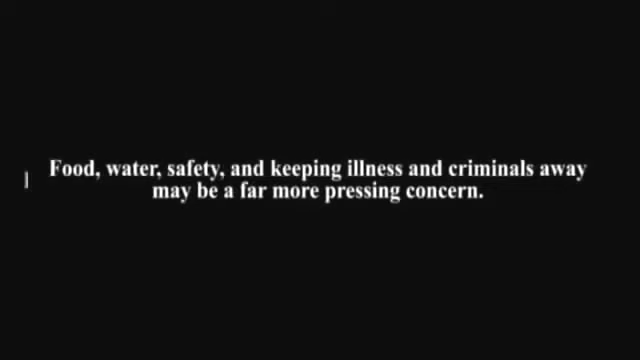 Food, water, safety, and keeping illness and criminals away
may be a far more pressing concern.